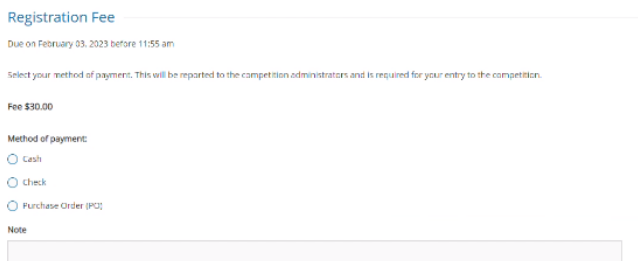 Registration Fee
Due on February 03, 2023 before 11:55 am
Select your method of payment. This will be reported to the competition administrators and is required for your entry to the competition.
Fee $30.00
Method of payment:
Cash
Check
Purchase Order (PO)
Note